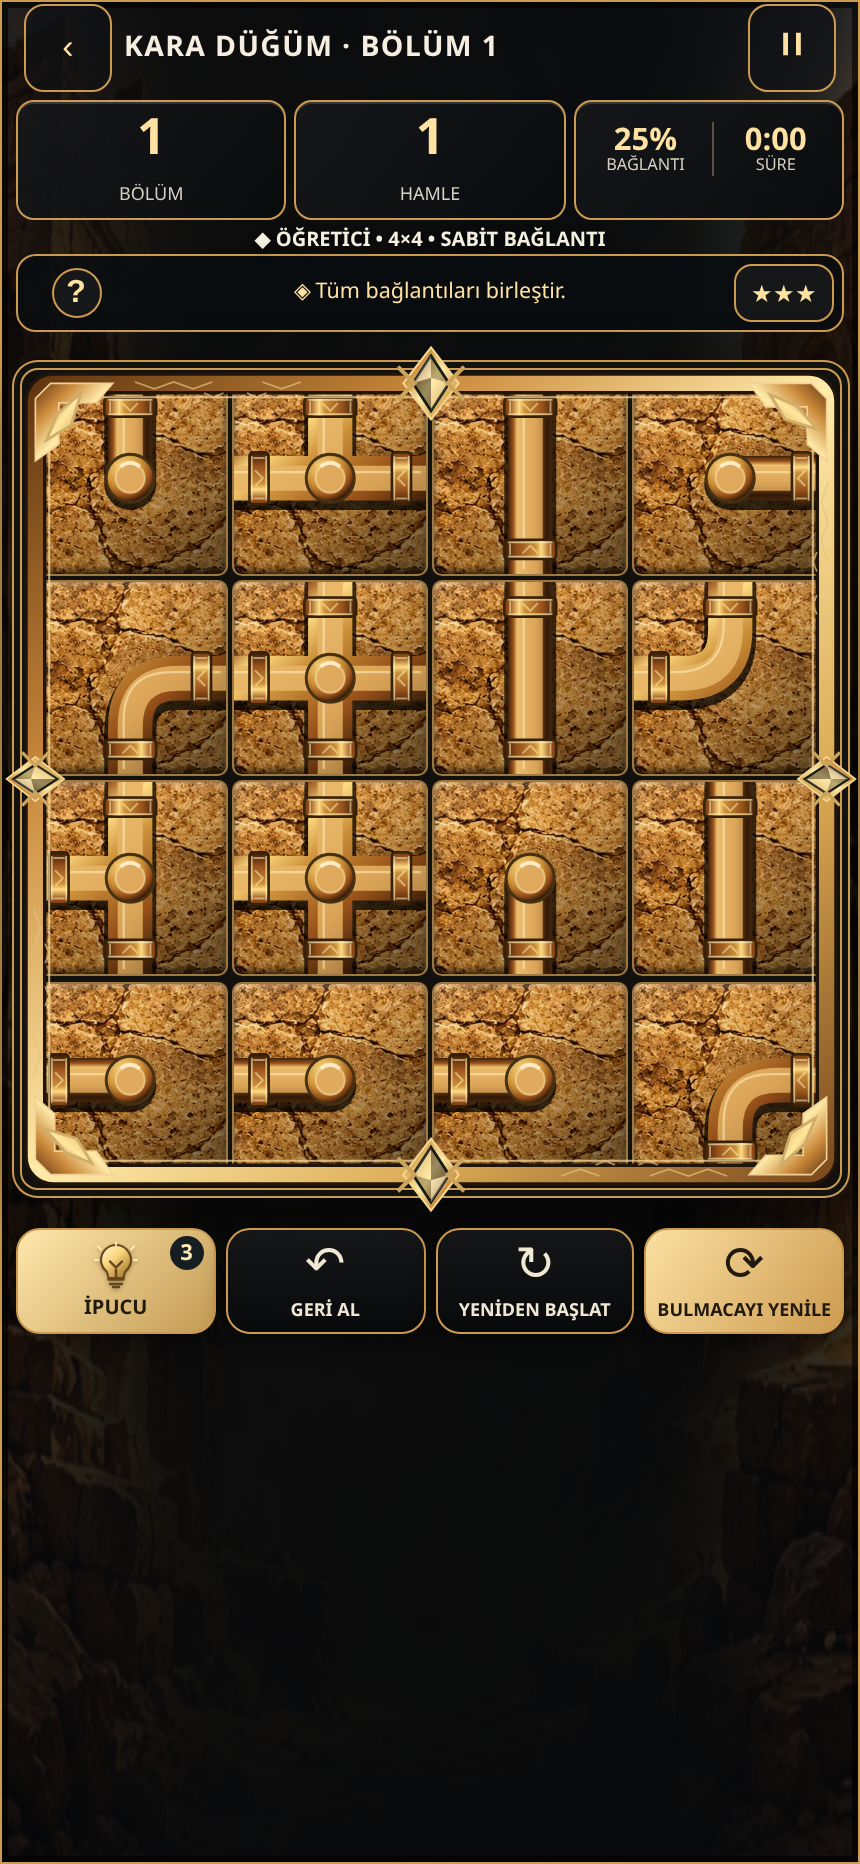 ‹ KARA DÜĞÜM · BÖLÜM 1
1
BÖLÜM
1
HAMLE
25%
BAĞLANTI
0:00
SÜRE
◆ ÖĞRETİCİ • 4×4 • SABİT BAĞLANTI
?
◈ Tüm bağlantıları birleştir.
★★★
3
İPUCU
GERİ AL
YENİDEN BAŞLAT
BULMACAYI YENİLE